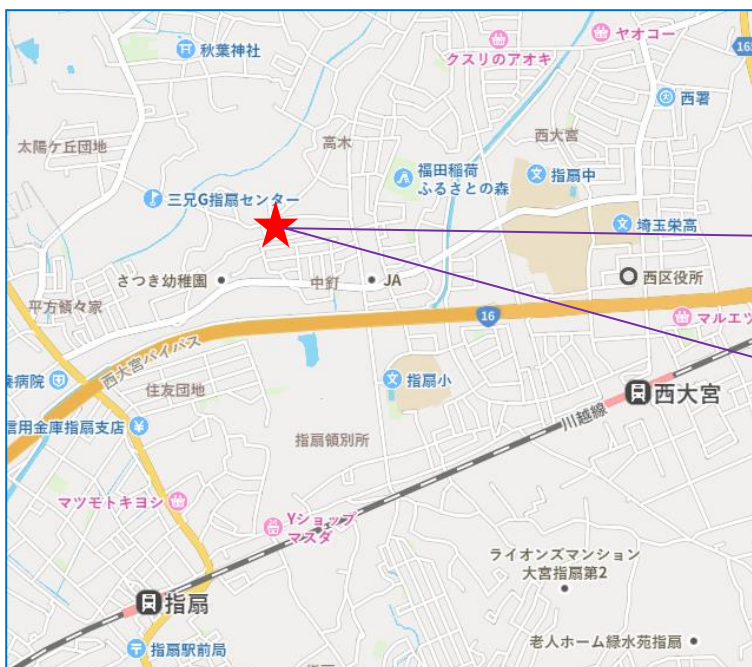 秋葉神社
クスリのアオキ
ヤオコー
16
西署
太陽ケ丘団地
高木
西大宮
福田稲荷
ふるさとの森
指扇中
三兄G指扇センター
埼玉栄高
さつき幼稚園
中釘
JA
西区役所
平方領々家
16
マルエツ
西大宮バイパス
養病院
住友団地
指扇小
西大宮
川越線
信用金庫指扇支店
指扇領別所
マツモトキヨシ
Yショップ
マスダ
ライオンズマンション
大宮指扇第2
指扇
指扇駅前局
老人ホーム緑水苑指扇